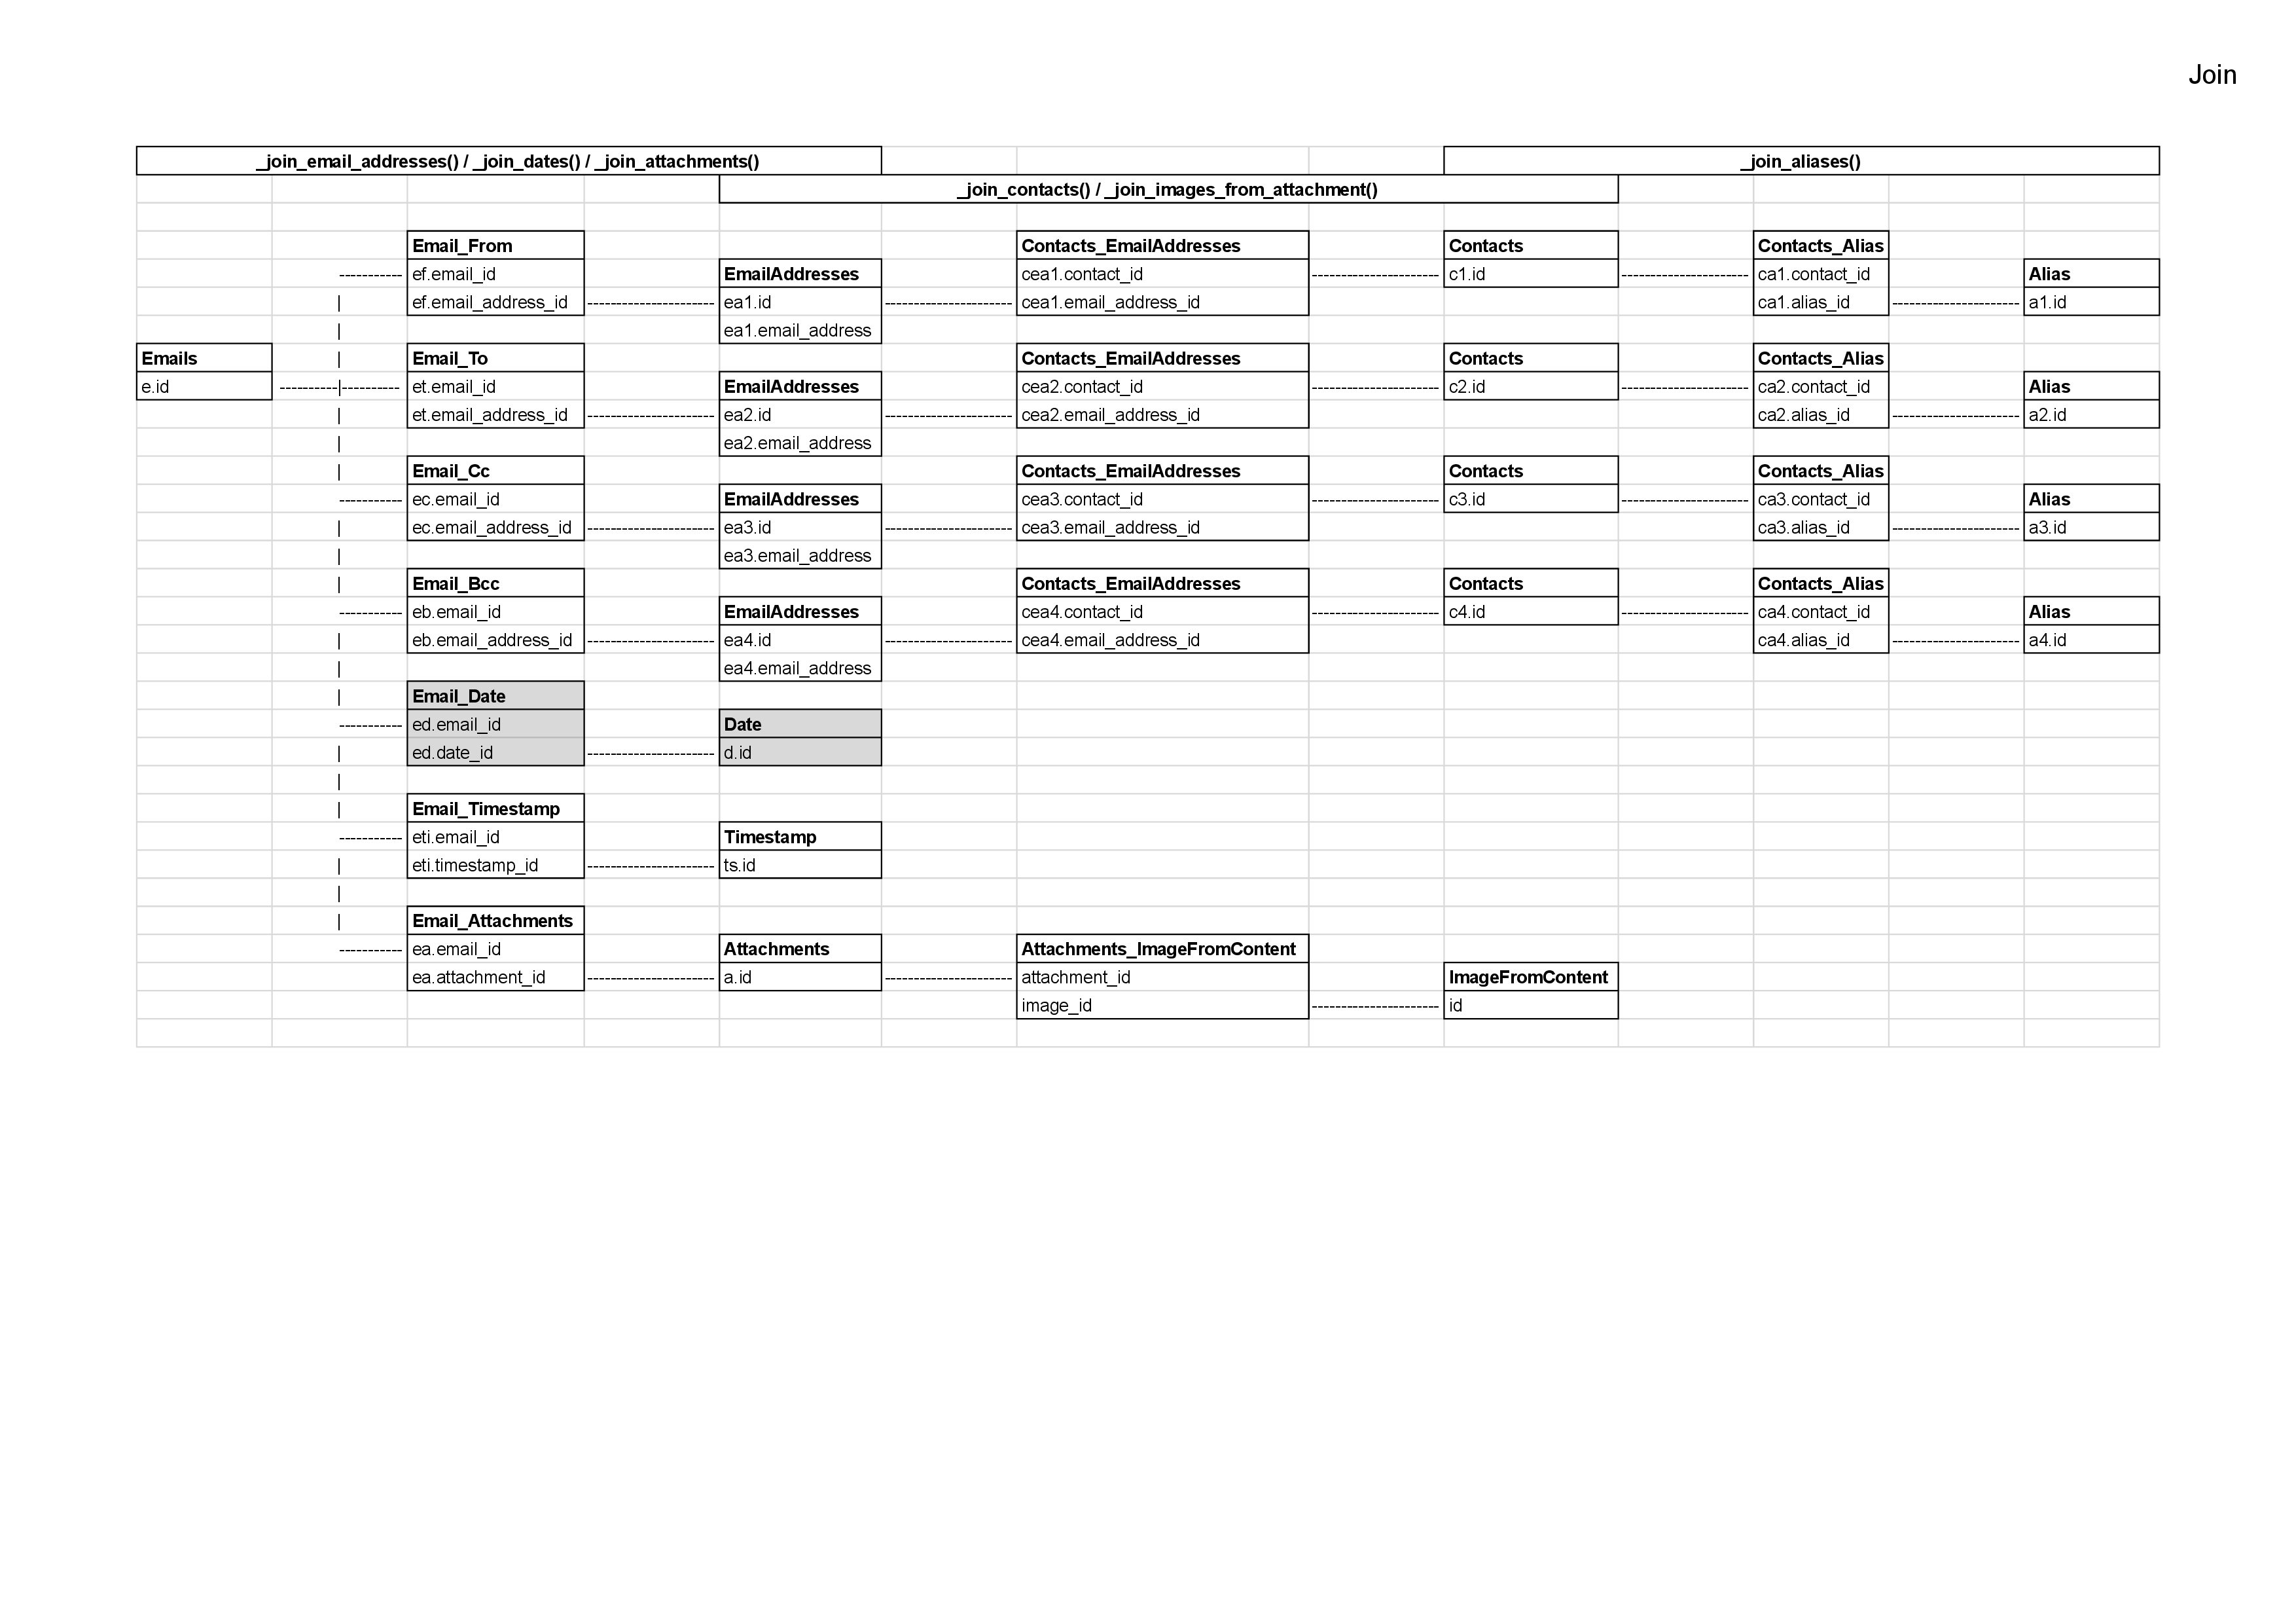 Join
_join_email_addresses() / _join_dates() / _join_attachments()
_join_aliases()
_join_contacts() / _join_images_from_attachment()
Email_From
Contacts_EmailAddresses
Contacts
Contacts_Alias
----------- ef.email_id
EmailAddresses
cea1.contact_id ---------------------- c1.id ---------------------- ca1.contact_id
Alias
| ef.email_address_id ---------------------- ea1.id ---------------------- cea1.email_address_id
ca1.alias_id ---------------------- a1.id
| ea1.email_address
Emails
| Email_To
Contacts_EmailAddresses
Contacts
Contacts_Alias
e.id ----------|---------- et.email_id
EmailAddresses
cea2.contact_id ---------------------- c2.id ---------------------- ca2.contact_id
Alias
| et.email_address_id ---------------------- ea2.id ---------------------- cea2.email_address_id
ca2.alias_id ---------------------- a2.id
| ea2.email_address
| Email_Cc
Contacts_EmailAddresses
Contacts
Contacts_Alias
----------- ec.email_id
EmailAddresses
cea3.contact_id ---------------------- c3.id ---------------------- ca3.contact_id
Alias
| ec.email_address_id ---------------------- ea3.id ---------------------- cea3.email_address_id
ca3.alias_id ---------------------- a3.id
| ea3.email_address
| Email_Bcc
Contacts_EmailAddresses
Contacts
Contacts_Alias
----------- eb.email_id
EmailAddresses
cea4.contact_id ---------------------- c4.id ---------------------- ca4.contact_id
Alias
| eb.email_address_id ---------------------- ea4.id ---------------------- cea4.email_address_id
ca4.alias_id ---------------------- a4.id
| ea4.email_address
| Email_Date
----------- ed.email_id
Date
| ed.date_id ---------------------- d.id
|
| Email_Timestamp
----------- eti.email_id
Timestamp
| eti.timestamp_id ---------------------- ts.id
|
| Email_Attachments
----------- ea.email_id
Attachments
Attachments_ImageFromContent
ea.attachment_id ---------------------- a.id ---------------------- attachment_id
ImageFromContent
image_id ---------------------- id